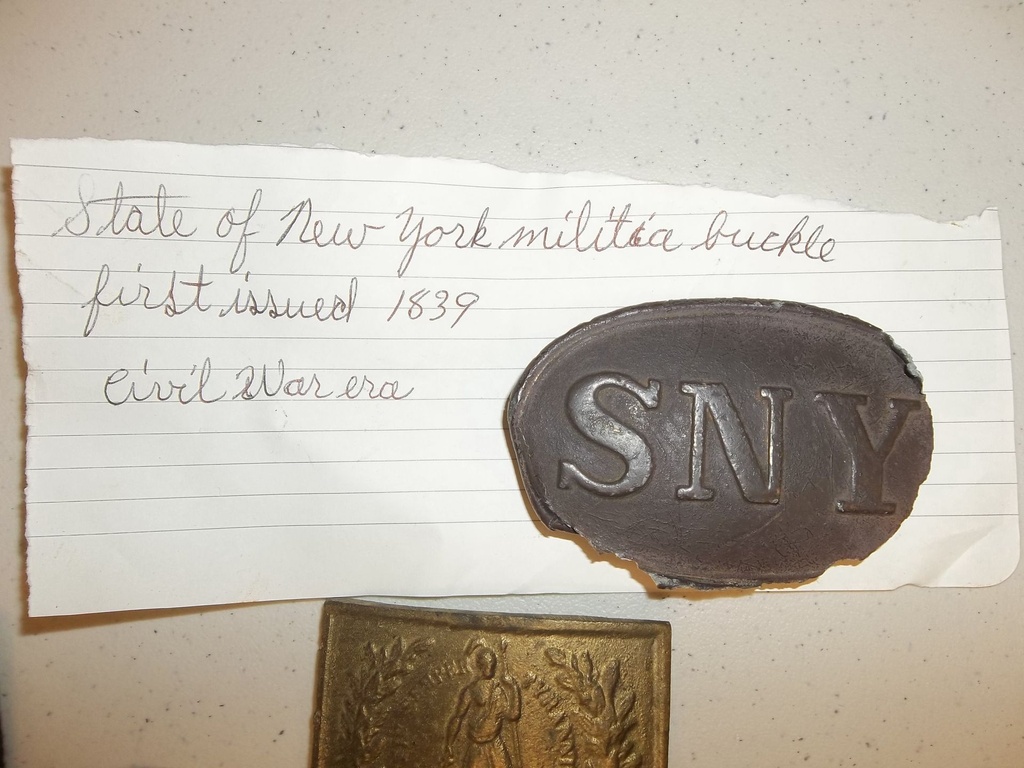 State of New York militia buckle
first issued 1839
Civil War era
SNY